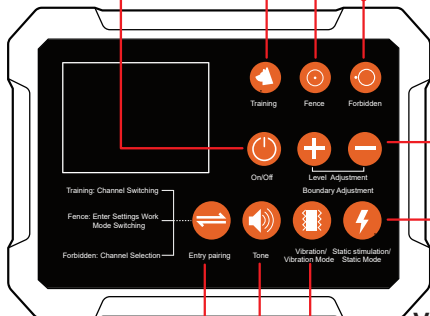 Training Fence Forbidden
On/Off Level Adjustment
Boundary Adjustment
Training: Channel Switching
Fence: Enter Settings Work
Mode Switching
Forbidden: Channel Selection
Entry pairing Tone Vibration/
Vibration Mode Static stimulation/
Static Mode